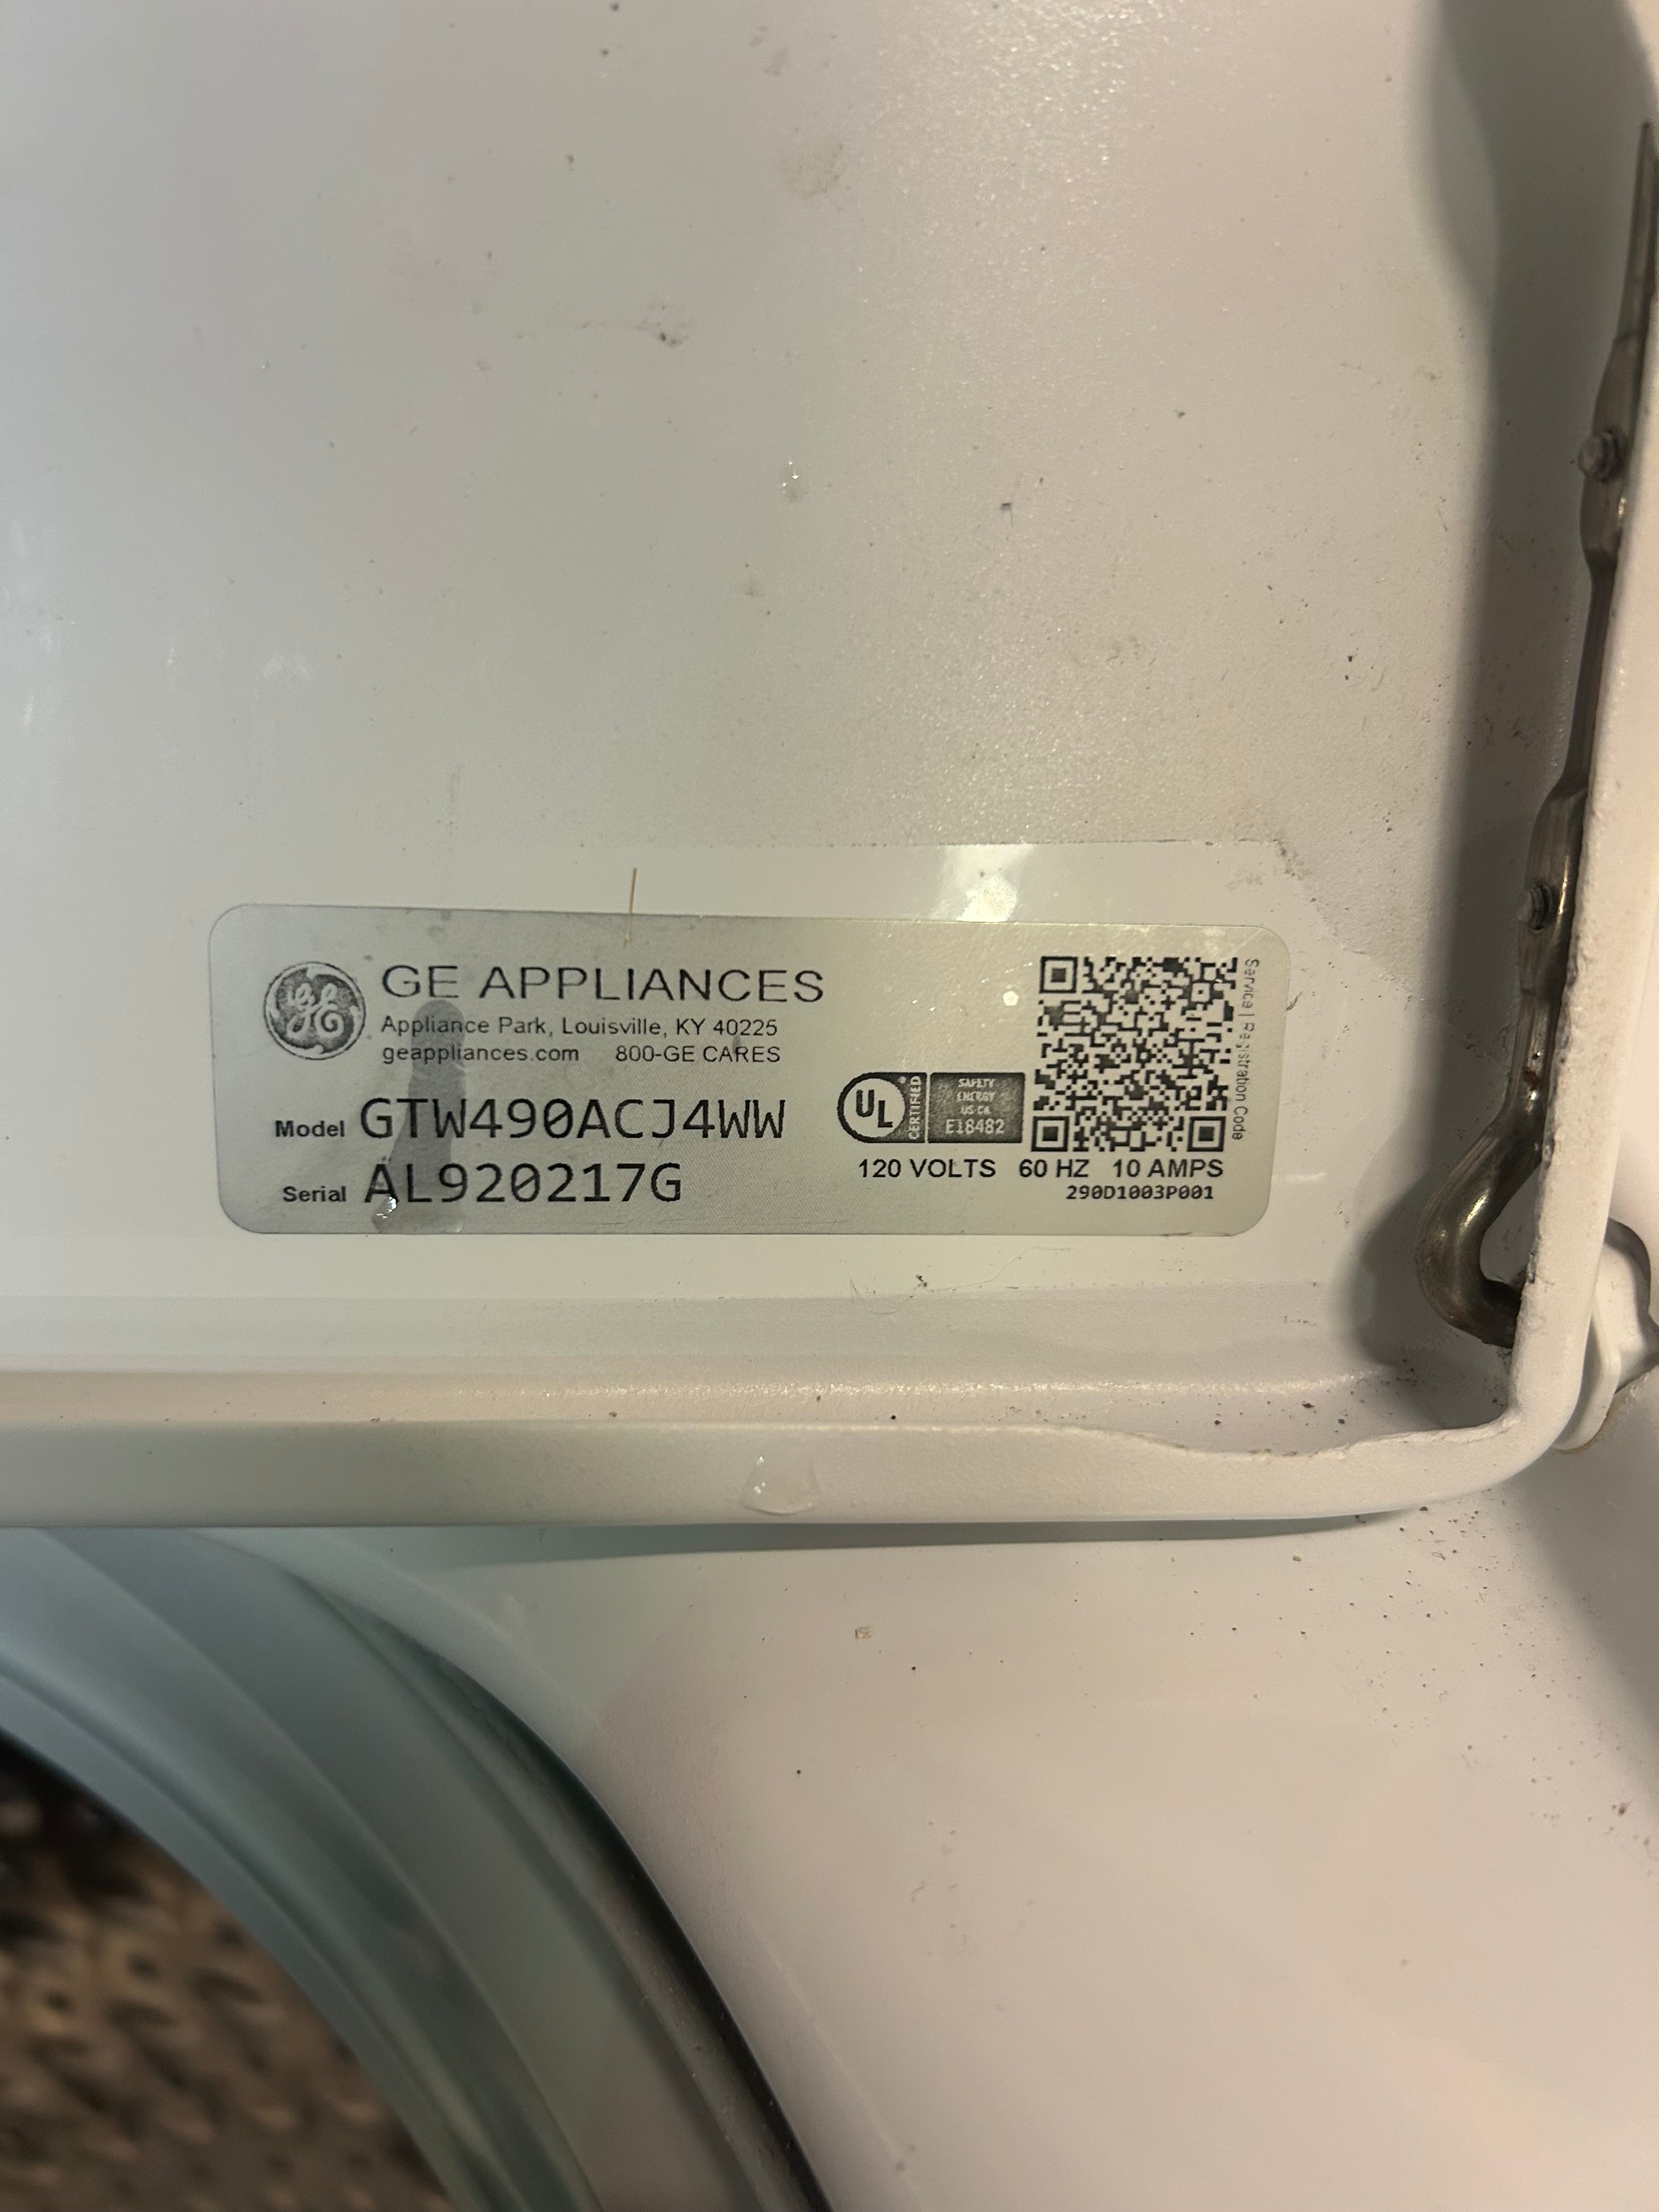 GE APPLIANCES
Appliance Park, Louisville, KY 40225
geappliances.com 800-GE CARES
Model GTW490ACJ4WW
Serial AL920217G
UL CERTIFIED
SAFETY
ENERGY
US-CA
E18482
120 VOLTS 60 HZ 10 AMPS
290D1003P001
Service | Registration Code